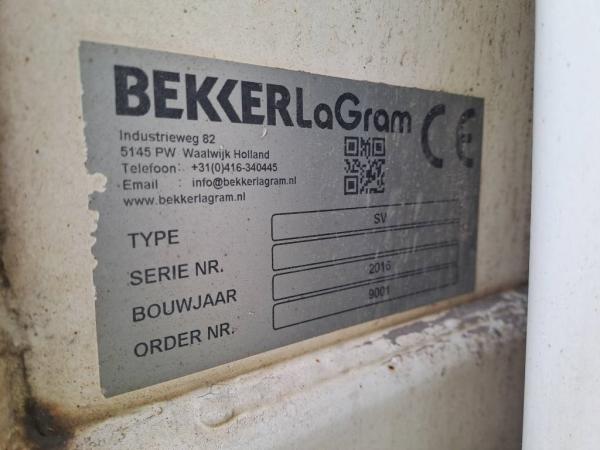 BEKKERLaGram CE
Industrieweg 82
5145 PW Waalwijk Holland
Telefoon: +31(0)416-340445
Email : info@bekkerlagram.nl
www.bekkerlagram.nl
TYPE SV
SERIE NR.
BOUWJAAR 2016
ORDER NR. 9001